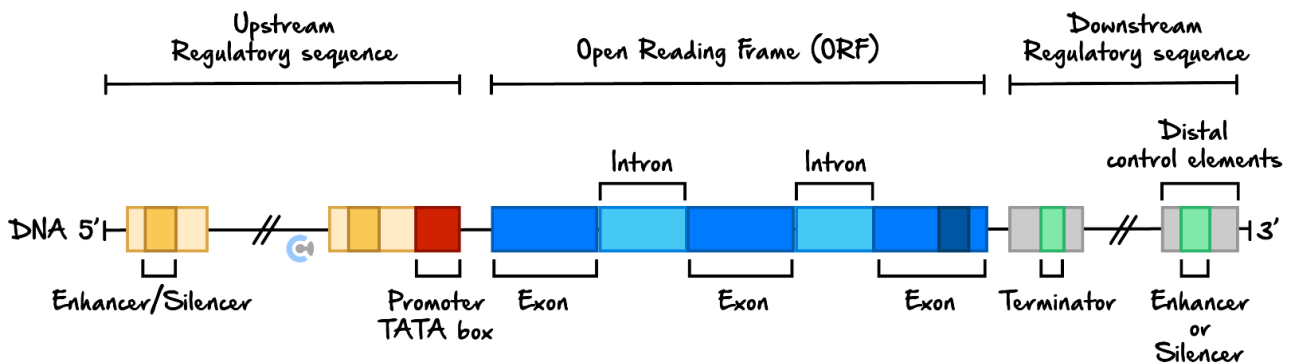 Upstream
Regulatory sequence
Open Reading Frame (ORF)
Downstream
Regulatory sequence
Intron
Intron
Distal
control elements
DNA 5'
3'
Enhancer/Silencer
Promoter
TATA box
Exon
Exon
Exon
Terminator
Enhancer
or
Silencer